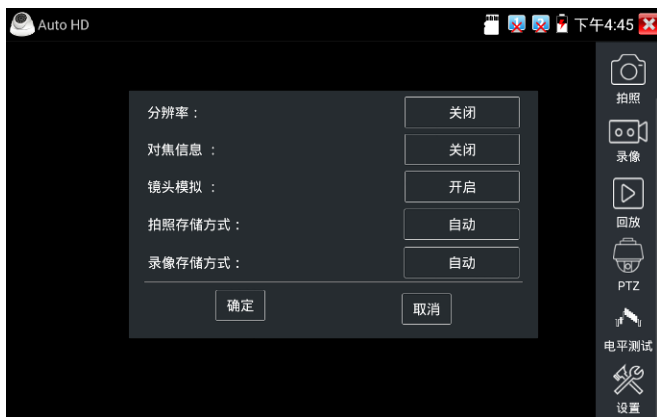 Auto HD
下午4:45
分辨率： 关闭
对焦信息 ： 关闭
镜头模拟 ： 开启
拍照存储方式： 自动
录像存储方式： 自动
确定 取消
拍照
录像
回放
PTZ
电平测试
设置